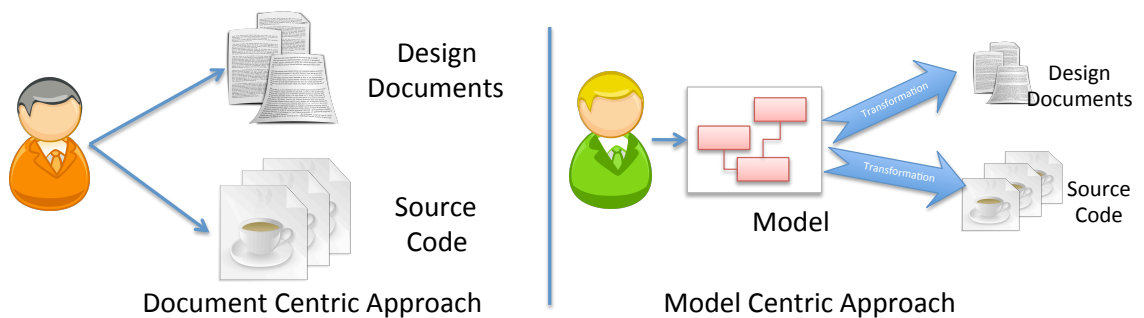 Design
Documents
Source
Code
Document Centric Approach
Transformation
Design
Documents
Transformation
Source
Code
Model
Model Centric Approach